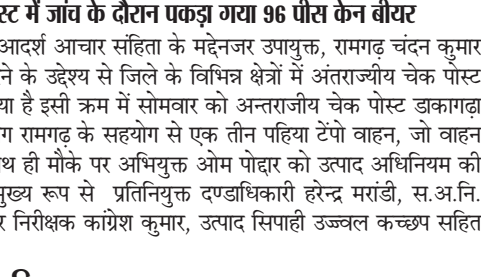 स्ट में जांच के दौरान पकड़ा गया 96 पीस केन बीयर
आदर्श आचार संहिता के मद्देनजर उपायुक्त, रामगढ़ चंदन कुमार
ने के उद्देश्य से जिले के विभिन्न क्षेत्रों में अंतराज्यीय चेक पोस्ट
या है इसी क्रम में सोमवार को अन्तराजीय चेक पोस्ट डाकागढ़ा
ग रामगढ़ के सहयोग से एक तीन पहिया टेंपो वाहन, जो वाहन
थ ही मौके पर अभियुक्त ओम पोद्दार को उत्पाद अधिनियम की
मुख्य रूप से प्रतिनियुक्त दण्डाधिकारी हरेन्द्र मरांडी, स.अ.नि.
र निरीक्षक कांग्रेश कुमार, उत्पाद सिपाही उज्ज्वल कच्छप सहित